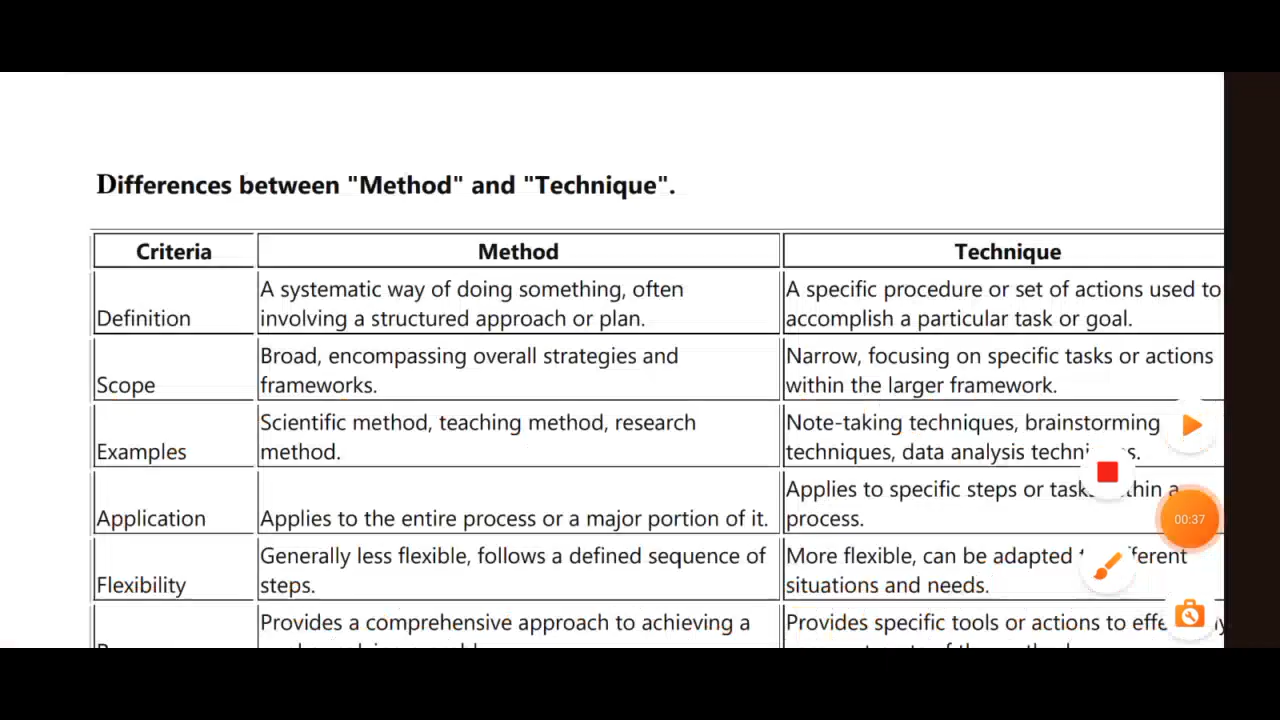 Differences between "Method" and "Technique".
Criteria Method Technique
A systematic way of doing something, often A specific procedure or set of actions used to
Definition involving a structured approach or plan. accomplish a particular task or goal.
Broad, encompassing overall strategies and Narrow, focusing on specific tasks or actions
Scope frameworks. within the larger framework.
Scientific method, teaching method, research Note-taking techniques, brainstorming
Examples method. techniques, data analysis
Applies to specific steps or a
Application Applies to the entire process or a major portion of it. process.
00:37
Generally less flexible, follows a defined sequence of More flexible, can be adapted
Flexibility steps. situations and needs.
Provides a comprehensive approach to achieving a Provides specific tools or actions to